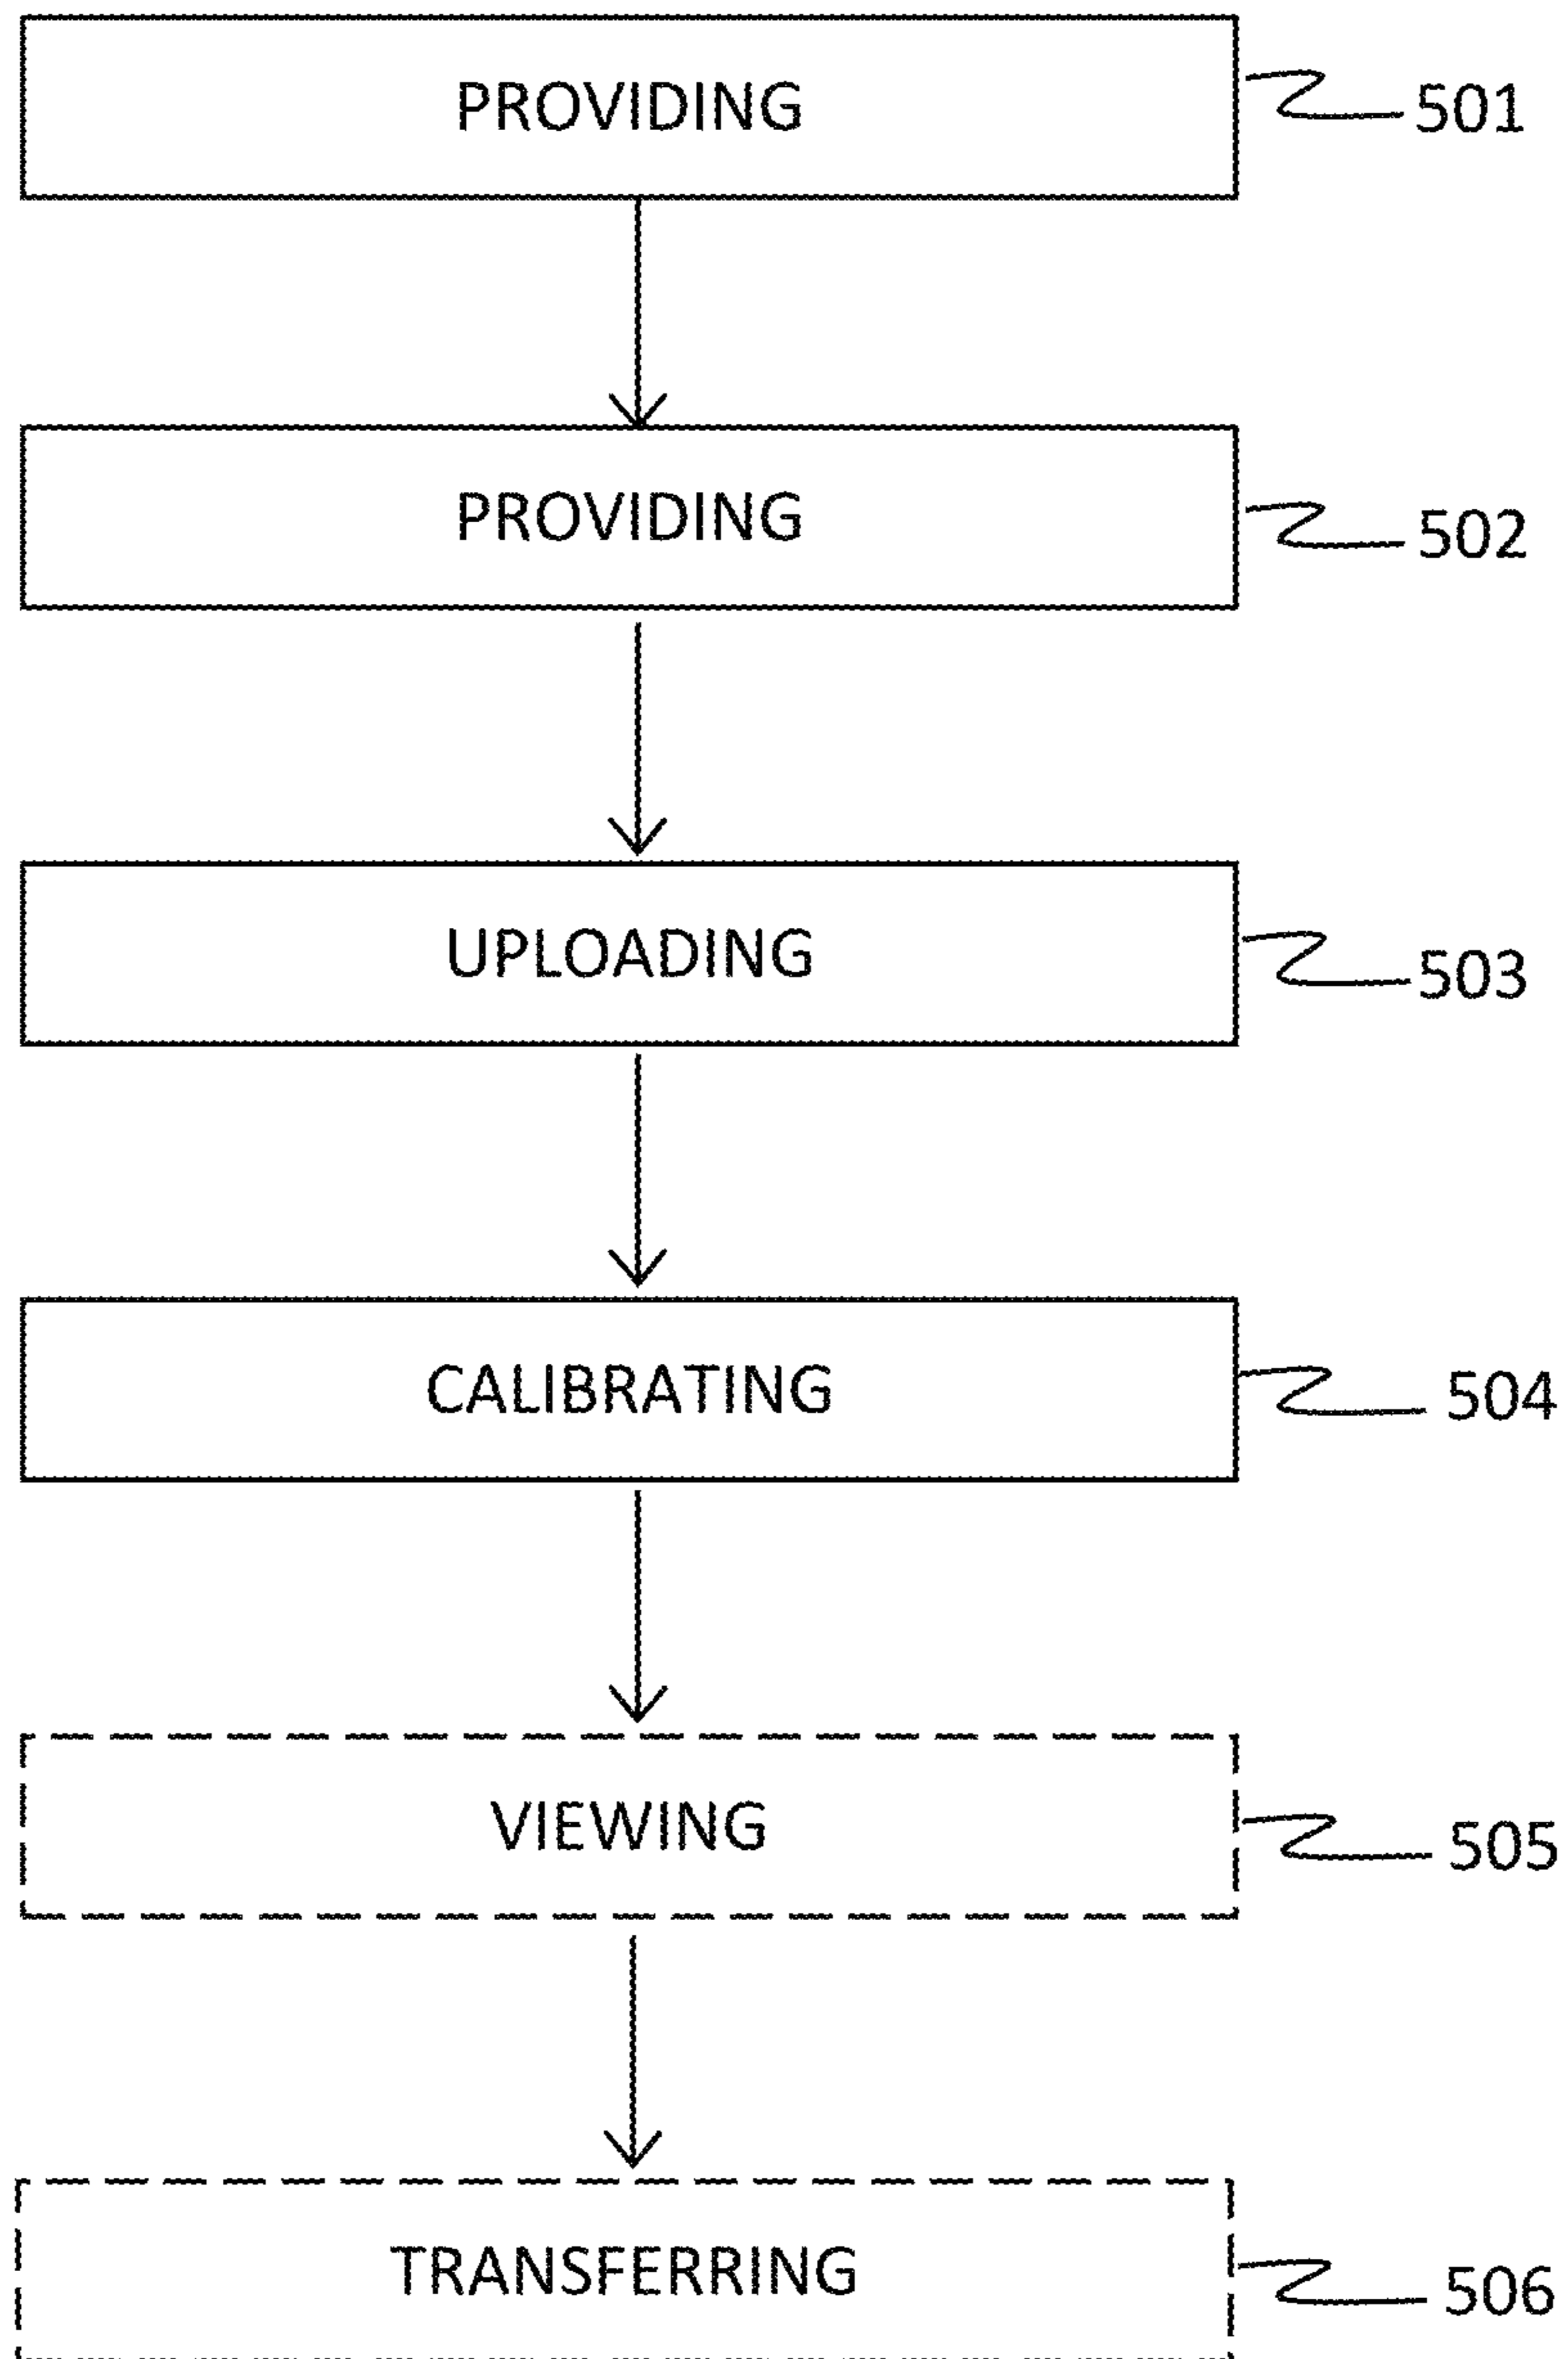 PROVIDING 501
PROVIDING 502
UPLOADING 503
CALIBRATING 504
VIEWING 505
TRANSFERRING 506